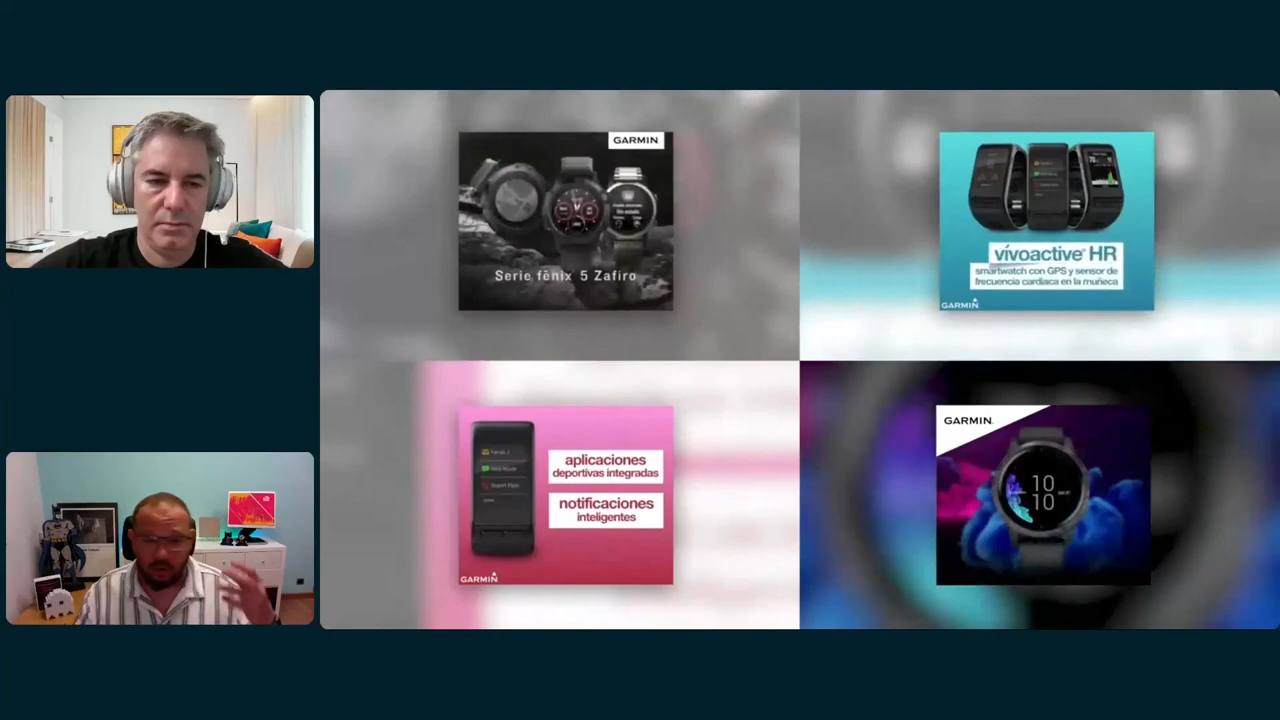 GARMIN
Serie fēnix 5 Zafiro
vívoactive® HR
smartwatch con GPS y sensor de
frecuencia cardiaca en la muñeca
GARMIN
aplicaciones
deportivas integradas
notificaciones
inteligentes
GARMIN
GARMIN
10
10